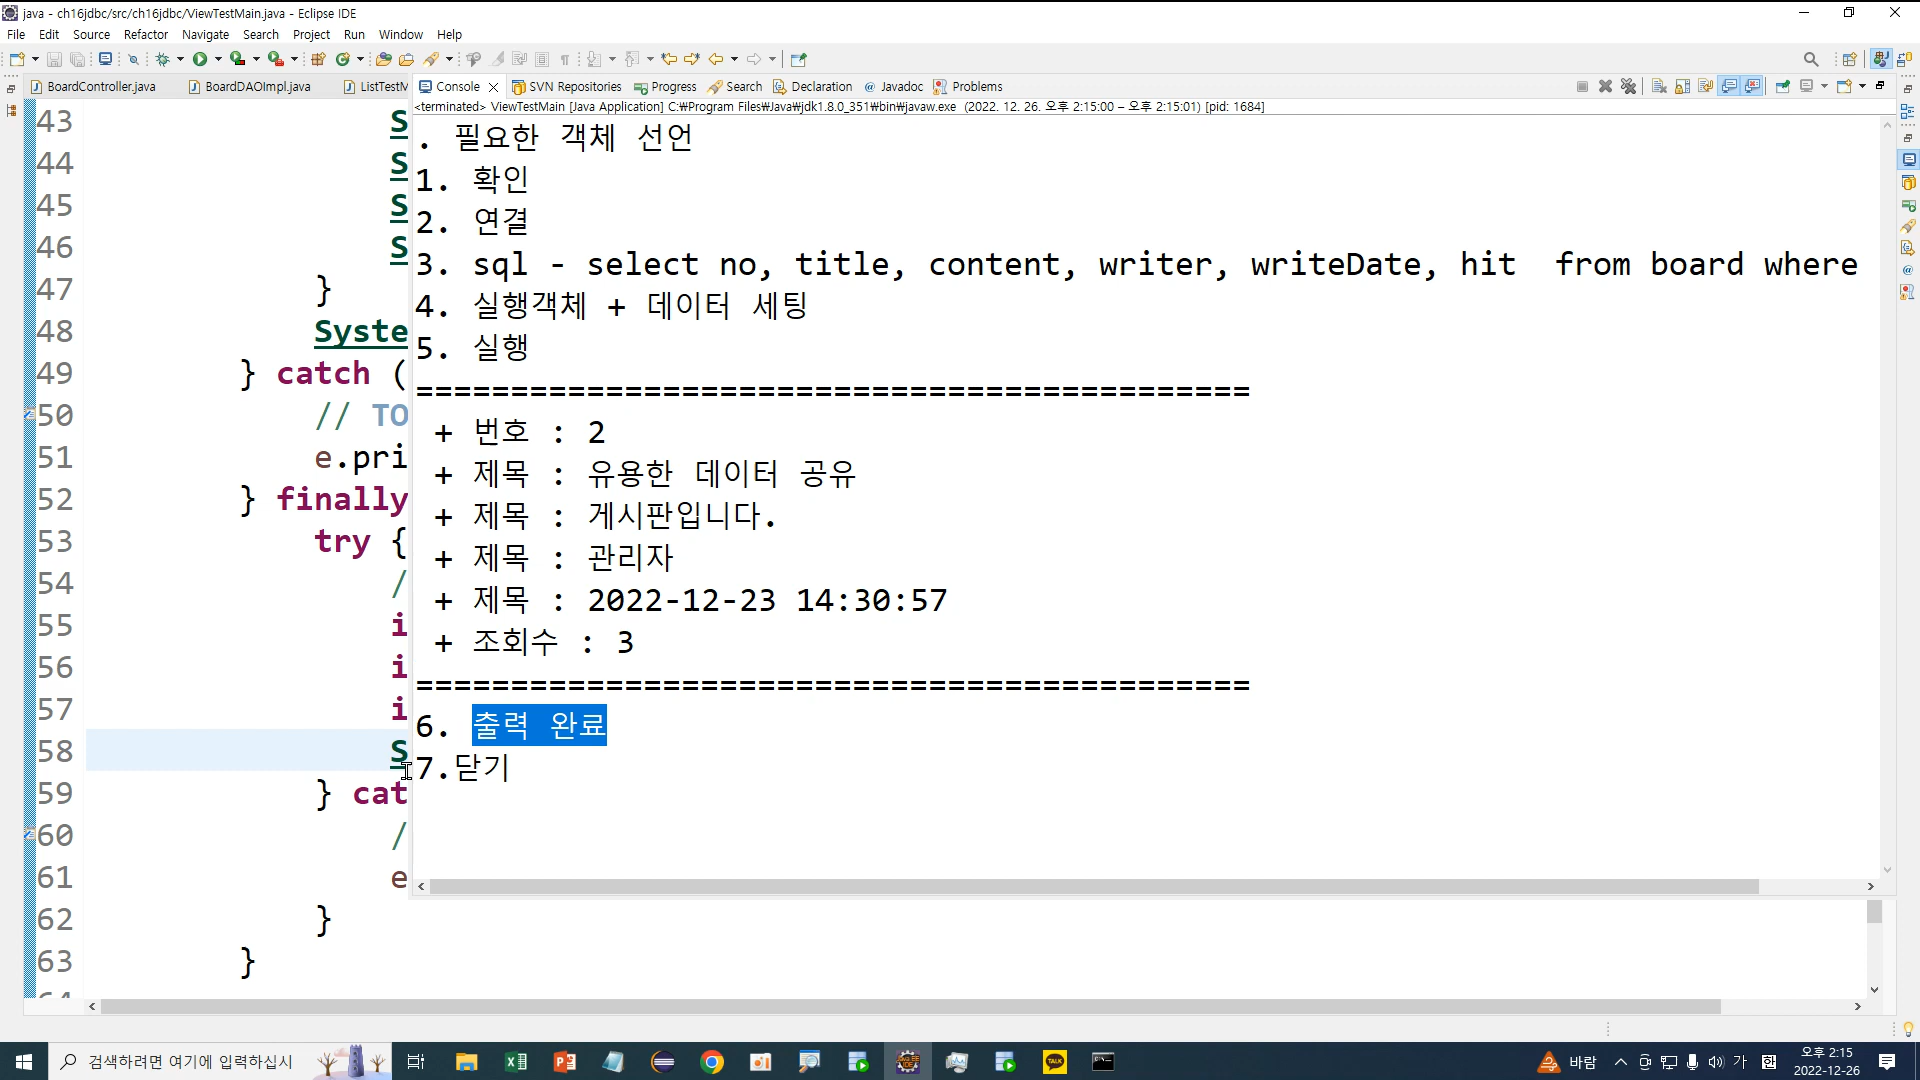 java - ch16jdbc/src/ch16jdbc/ViewTestMain.java - Eclipse IDE
File Edit Source Refactor Navigate Search Project Run Window Help
BoardController.java BoardDAOImpl.java ListTestM Console SVN Repositories Progress Search Declaration Javadoc Problems
<terminated> ViewTestMain [Java Application] C:₩Program Files₩Java₩jdk1.8.0_351₩bin₩javaw.exe (2022. 12. 26. 오후 2:15:00 – 오후 2:15:01) [pid: 1684]
43 S
44 S
45 S
46 S
47 }
48 Syste
49 } catch (
50 // TO
51 e.pri
52 } finally
53 try {
54 /
55 i
56 i
57 i
58 S
59 } cat
60 /
61 e
62 }
63 }
. 필요한 객체 선언
1. 확인
2. 연결
3. sql - select no, title, content, writer, writeDate, hit  from board where
4. 실행객체 + 데이터 세팅
5. 실행
============================================
+ 번호 : 2
+ 제목 : 유용한 데이터 공유
+ 제목 : 게시판입니다.
+ 제목 : 관리자
+ 제목 : 2022-12-23 14:30:57
+ 조회수 : 3
============================================
6. 출력 완료
7.닫기
검색하려면 여기에 입력하십시
TALK
바람
가
오후 2:15
2022-12-26